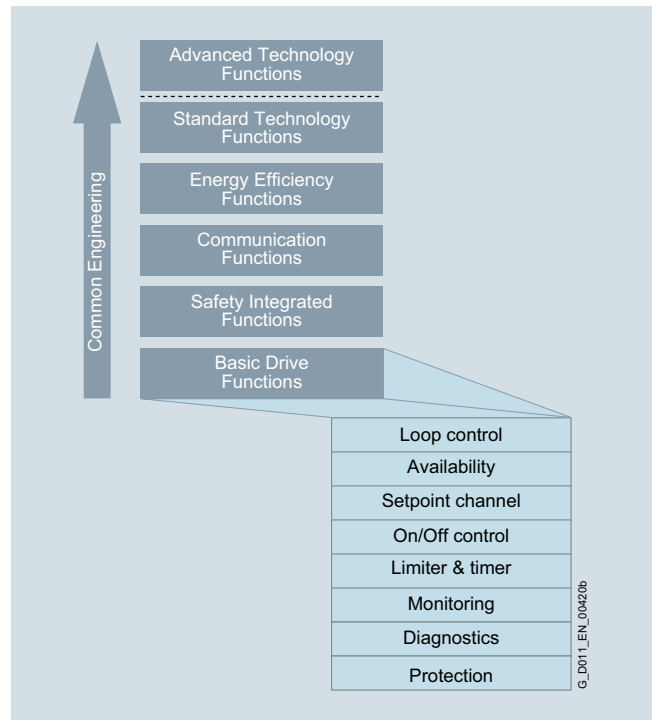 Advanced Technology
Functions
Standard Technology
Functions
Energy Efficiency
Functions
Communication
Functions
Safety Integrated
Functions
Basic Drive
Functions
Common Engineering
Loop control
Availability
Setpoint channel
On/Off control
Limiter & timer
Monitoring
Diagnostics
Protection
G_D011_EN_00420b